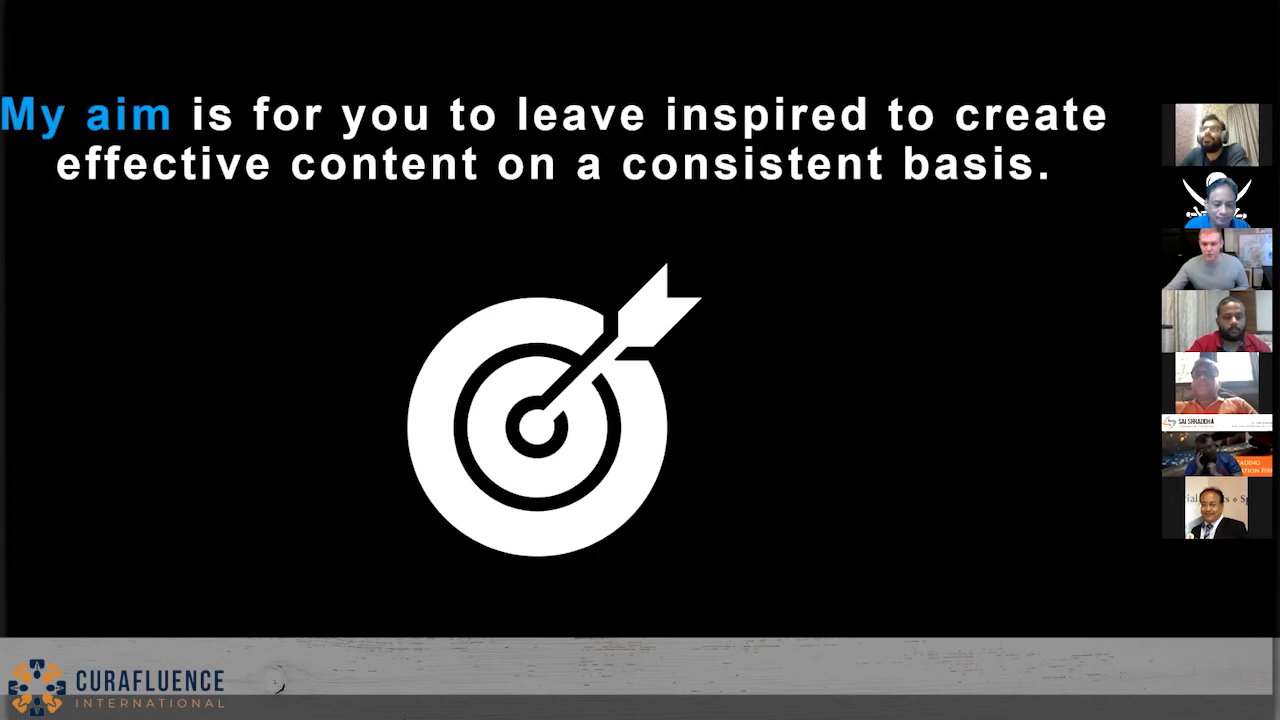 My aim is for you to leave inspired to create
effective content on a consistent basis.
SAI SHRADDHA
CURAFLUENCE
INTERNATIONAL